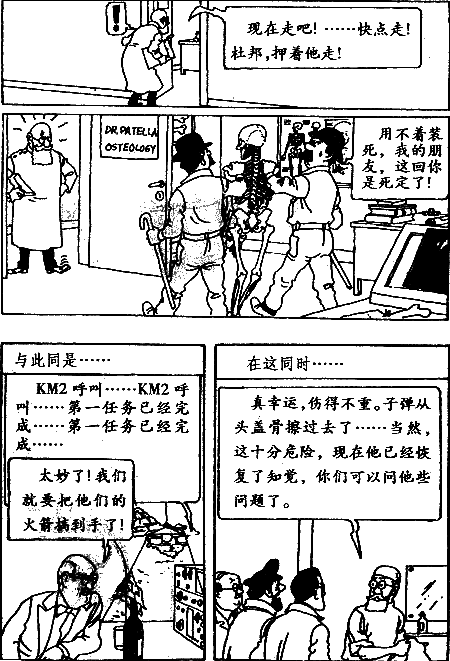 !
现在走吧！……快点走！
杜邦，押着他走！
DR. PATELLA
OSTEOLOGY
用不着装
死，我的朋
友，这回你
是死定了！
与此同是……
KM2 呼叫……KM2 呼
叫……第一任务已经完
成……第一任务已经完
成……
太妙了！我们
就要把他们的
火箭搞到手了！
在这同时……
真幸运，伤得不重。子弹从
头盖骨擦过去了……当然，
这十分危险，现在他已经恢
复了知觉，你们可以问他些
问题了。